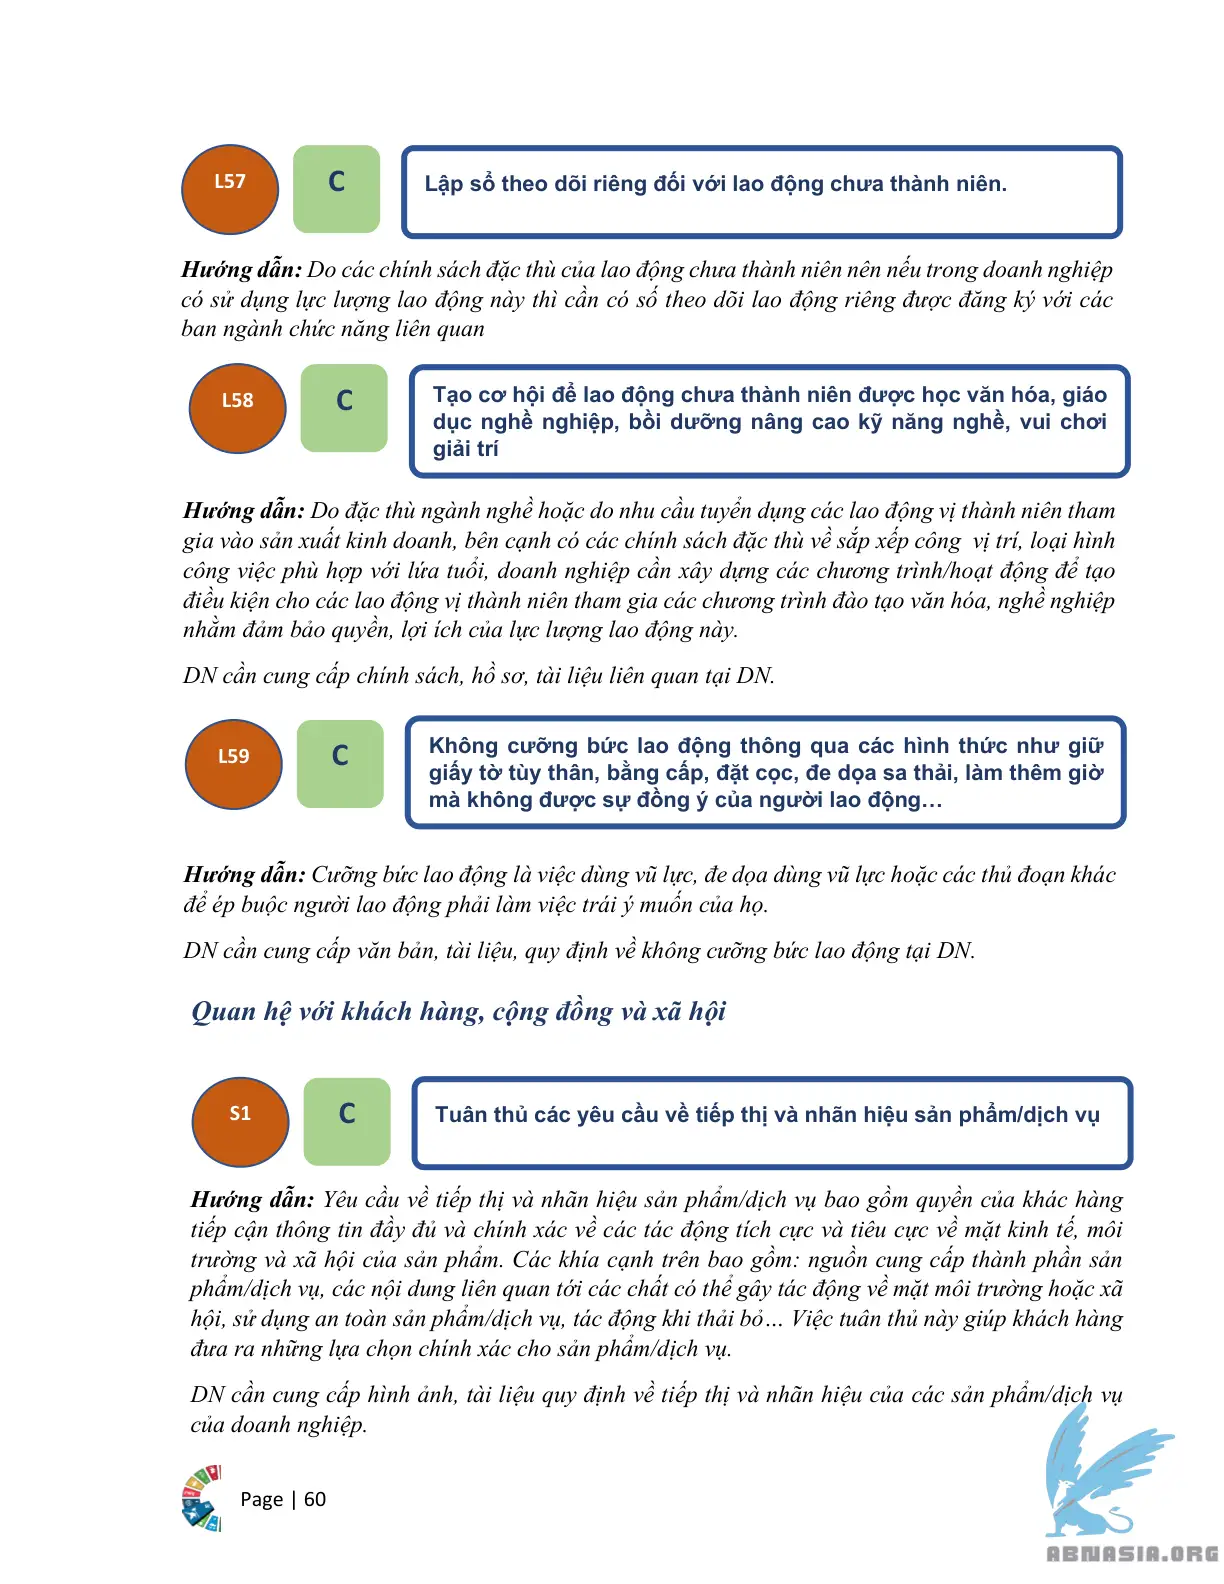 L57
C
Lập sổ theo dõi riêng đối với lao động chưa thành niên.
Hướng dẫn: Do các chính sách đặc thù của lao động chưa thành niên nên nếu trong doanh nghiệp
có sử dụng lực lượng lao động này thì cần có số theo dõi lao động riêng được đăng ký với các
ban ngành chức năng liên quan
L58
C
Tạo cơ hội để lao động chưa thành niên được học văn hóa, giáo
dục nghề nghiệp, bồi dưỡng nâng cao kỹ năng nghề, vui chơi
giải trí
Hướng dẫn: Do đặc thù ngành nghề hoặc do nhu cầu tuyển dụng các lao động vị thành niên tham
gia vào sản xuất kinh doanh, bên cạnh có các chính sách đặc thù về sắp xếp công vị trí, loại hình
công việc phù hợp với lứa tuổi, doanh nghiệp cần xây dựng các chương trình/hoạt động để tạo
điều kiện cho các lao động vị thành niên tham gia các chương trình đào tạo văn hóa, nghề nghiệp
nhằm đảm bảo quyền, lợi ích của lực lượng lao động này.
DN cần cung cấp chính sách, hồ sơ, tài liệu liên quan tại DN.
L59
C
Không cưỡng bức lao động thông qua các hình thức như giữ
giấy tờ tùy thân, bằng cấp, đặt cọc, đe dọa sa thải, làm thêm giờ
mà không được sự đồng ý của người lao động…
Hướng dẫn: Cưỡng bức lao động là việc dùng vũ lực, đe dọa dùng vũ lực hoặc các thủ đoạn khác
để ép buộc người lao động phải làm việc trái ý muốn của họ.
DN cần cung cấp văn bản, tài liệu, quy định về không cưỡng bức lao động tại DN.
Quan hệ với khách hàng, cộng đồng và xã hội
S1
C
Tuân thủ các yêu cầu về tiếp thị và nhãn hiệu sản phẩm/dịch vụ
Hướng dẫn: Yêu cầu về tiếp thị và nhãn hiệu sản phẩm/dịch vụ bao gồm quyền của khác hàng
tiếp cận thông tin đầy đủ và chính xác về các tác động tích cực và tiêu cực về mặt kinh tế, môi
trường và xã hội của sản phẩm. Các khía cạnh trên bao gồm: nguồn cung cấp thành phần sản
phẩm/dịch vụ, các nội dung liên quan tới các chất có thể gây tác động về mặt môi trường hoặc xã
hội, sử dụng an toàn sản phẩm/dịch vụ, tác động khi thải bỏ… Việc tuân thủ này giúp khách hàng
đưa ra những lựa chọn chính xác cho sản phẩm/dịch vụ.
DN cần cung cấp hình ảnh, tài liệu quy định về tiếp thị và nhãn hiệu của các sản phẩm/dịch vụ
của doanh nghiệp.
Page | 60
ABNASIA.ORG